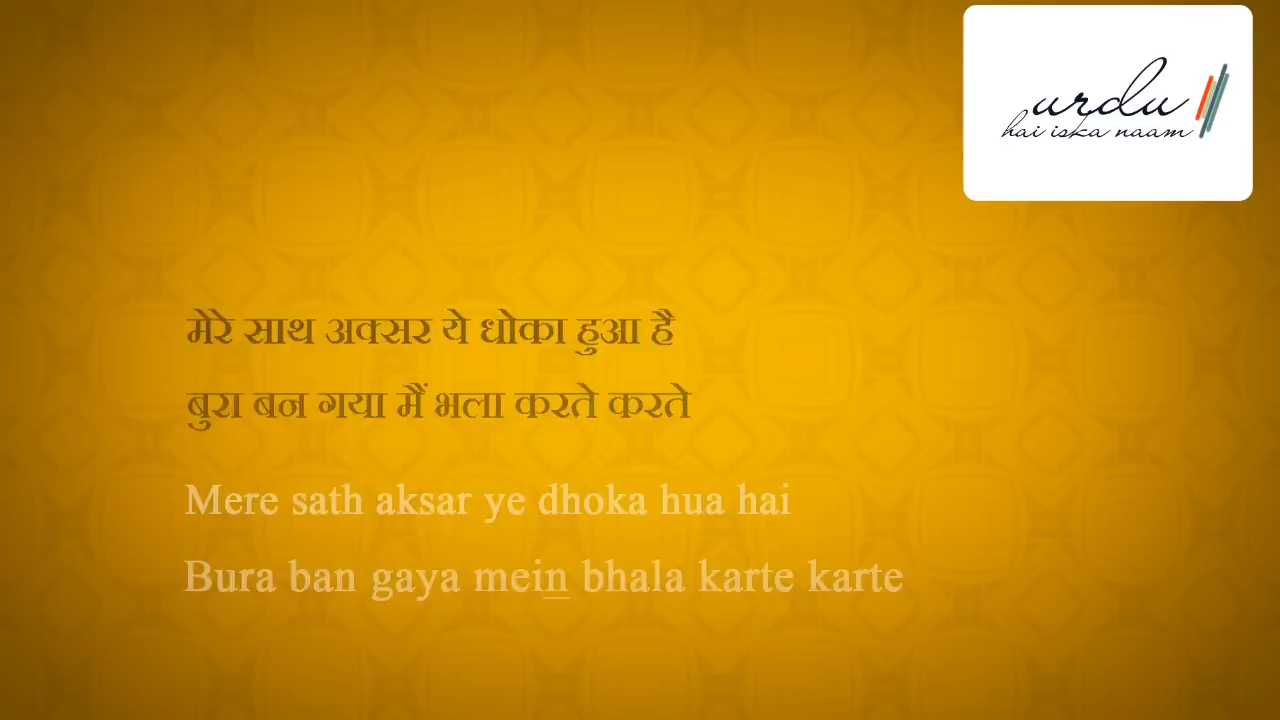 urdu
hai iska naam
मेरे साथ अक्सर ये धोका हुआ है
बुरा बन गया मैं भला करते करते
Mere sath aksar ye dhoka hua hai
Bura ban gaya mein bhala karte karte